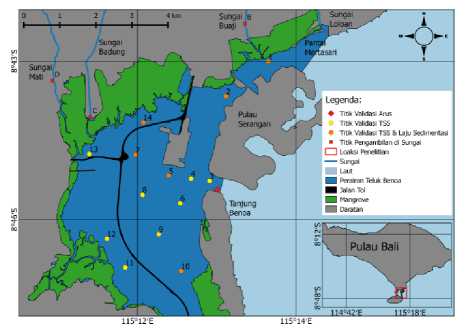 0 1 2 3 4 km
Sungai Buaji
B
Sungai Loloan
Sungai Badung
Pantai Mertasari
8°43'S
Sungai Mati
D
1
2
C
14
Pulau Serangan
13
7
5
4
3
8
6
Tanjung Benoa
8°46'S
12
9
11
10
115°12'E
115°14'E
Legenda:
Titik Validasi Arus
Titik Validasi TSS
Titik Validasi TSS & Laju Sedimentasi
Titik Pengambilan di Sungai
Lokasi Penelitian
Sungai
Laut
Perairan Teluk Benoa
Jalan Tol
Mangrove
Daratan
Pulau Bali
8°12'S
8°48'S
114°42'E
115°18'E